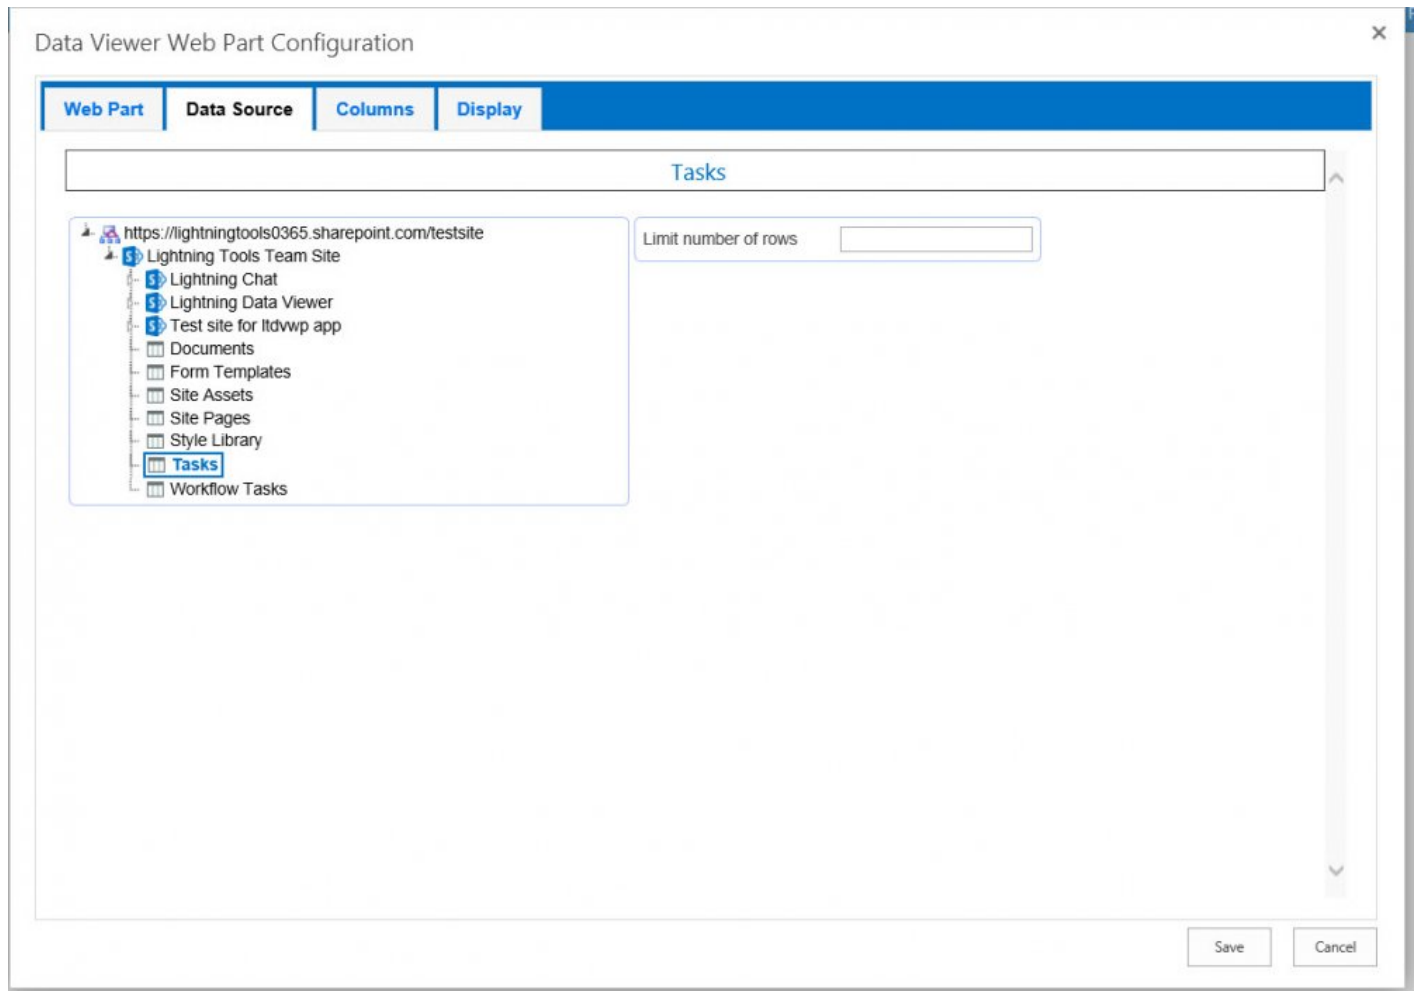 Data Viewer Web Part Configuration
Web Part Data Source Columns Display
Tasks
https://lightningtools0365.sharepoint.com/testsite
Limit number of rows
Lightning Tools Team Site
Lightning Chat
Lightning Data Viewer
Test site for ltdvwp app
Documents
Form Templates
Site Assets
Site Pages
Style Library
Tasks
Workflow Tasks
Save Cancel